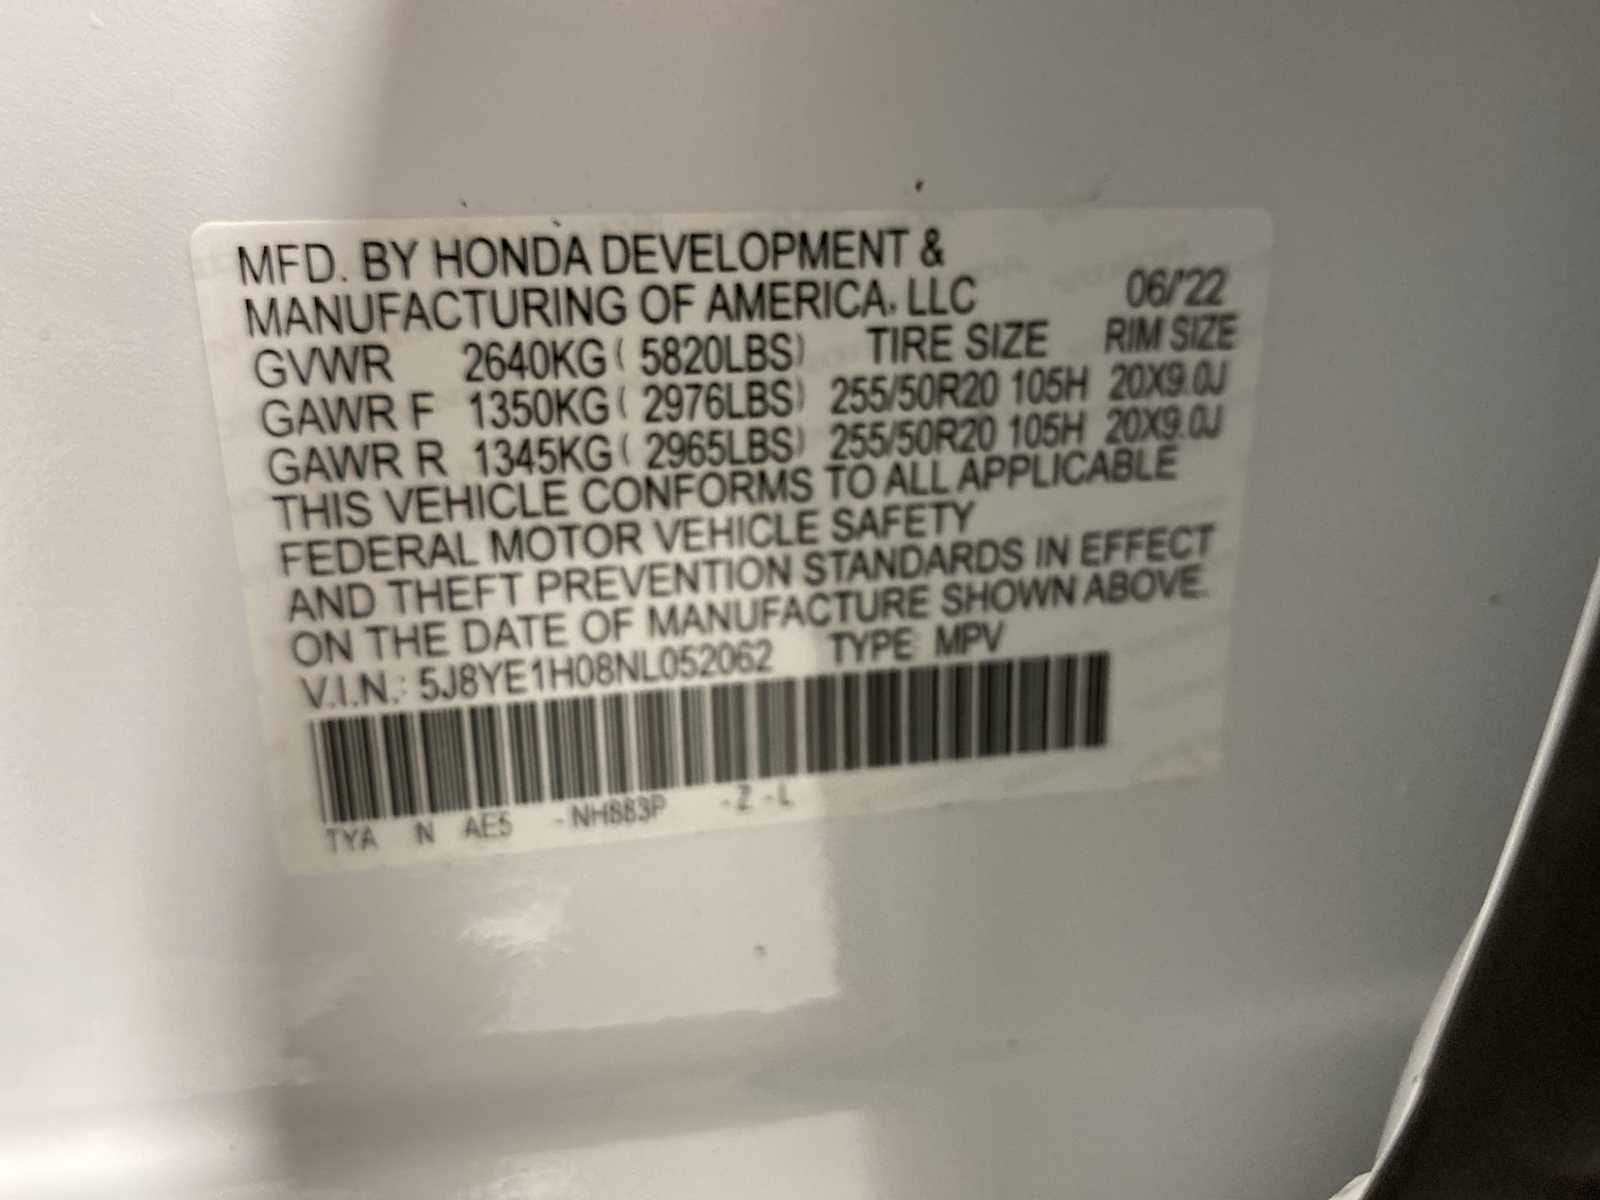 MFD. BY HONDA DEVELOPMENT &
MANUFACTURING OF AMERICA, LLC 06/'22
GVWR 2640KG ( 5820LBS) TIRE SIZE RIM SIZE
GAWR F 1350KG ( 2976LBS) 255/50R20 105H 20X9.0J
GAWR R 1345KG ( 2965LBS) 255/50R20 105H 20X9.0J
THIS VEHICLE CONFORMS TO ALL APPLICABLE
FEDERAL MOTOR VEHICLE SAFETY
AND THEFT PREVENTION STANDARDS IN EFFECT
ON THE DATE OF MANUFACTURE SHOWN ABOVE.
V.I.N.: 5J8YE1H08NL052062 TYPE: MPV
TYA N AE5 -NH883P -Z -L